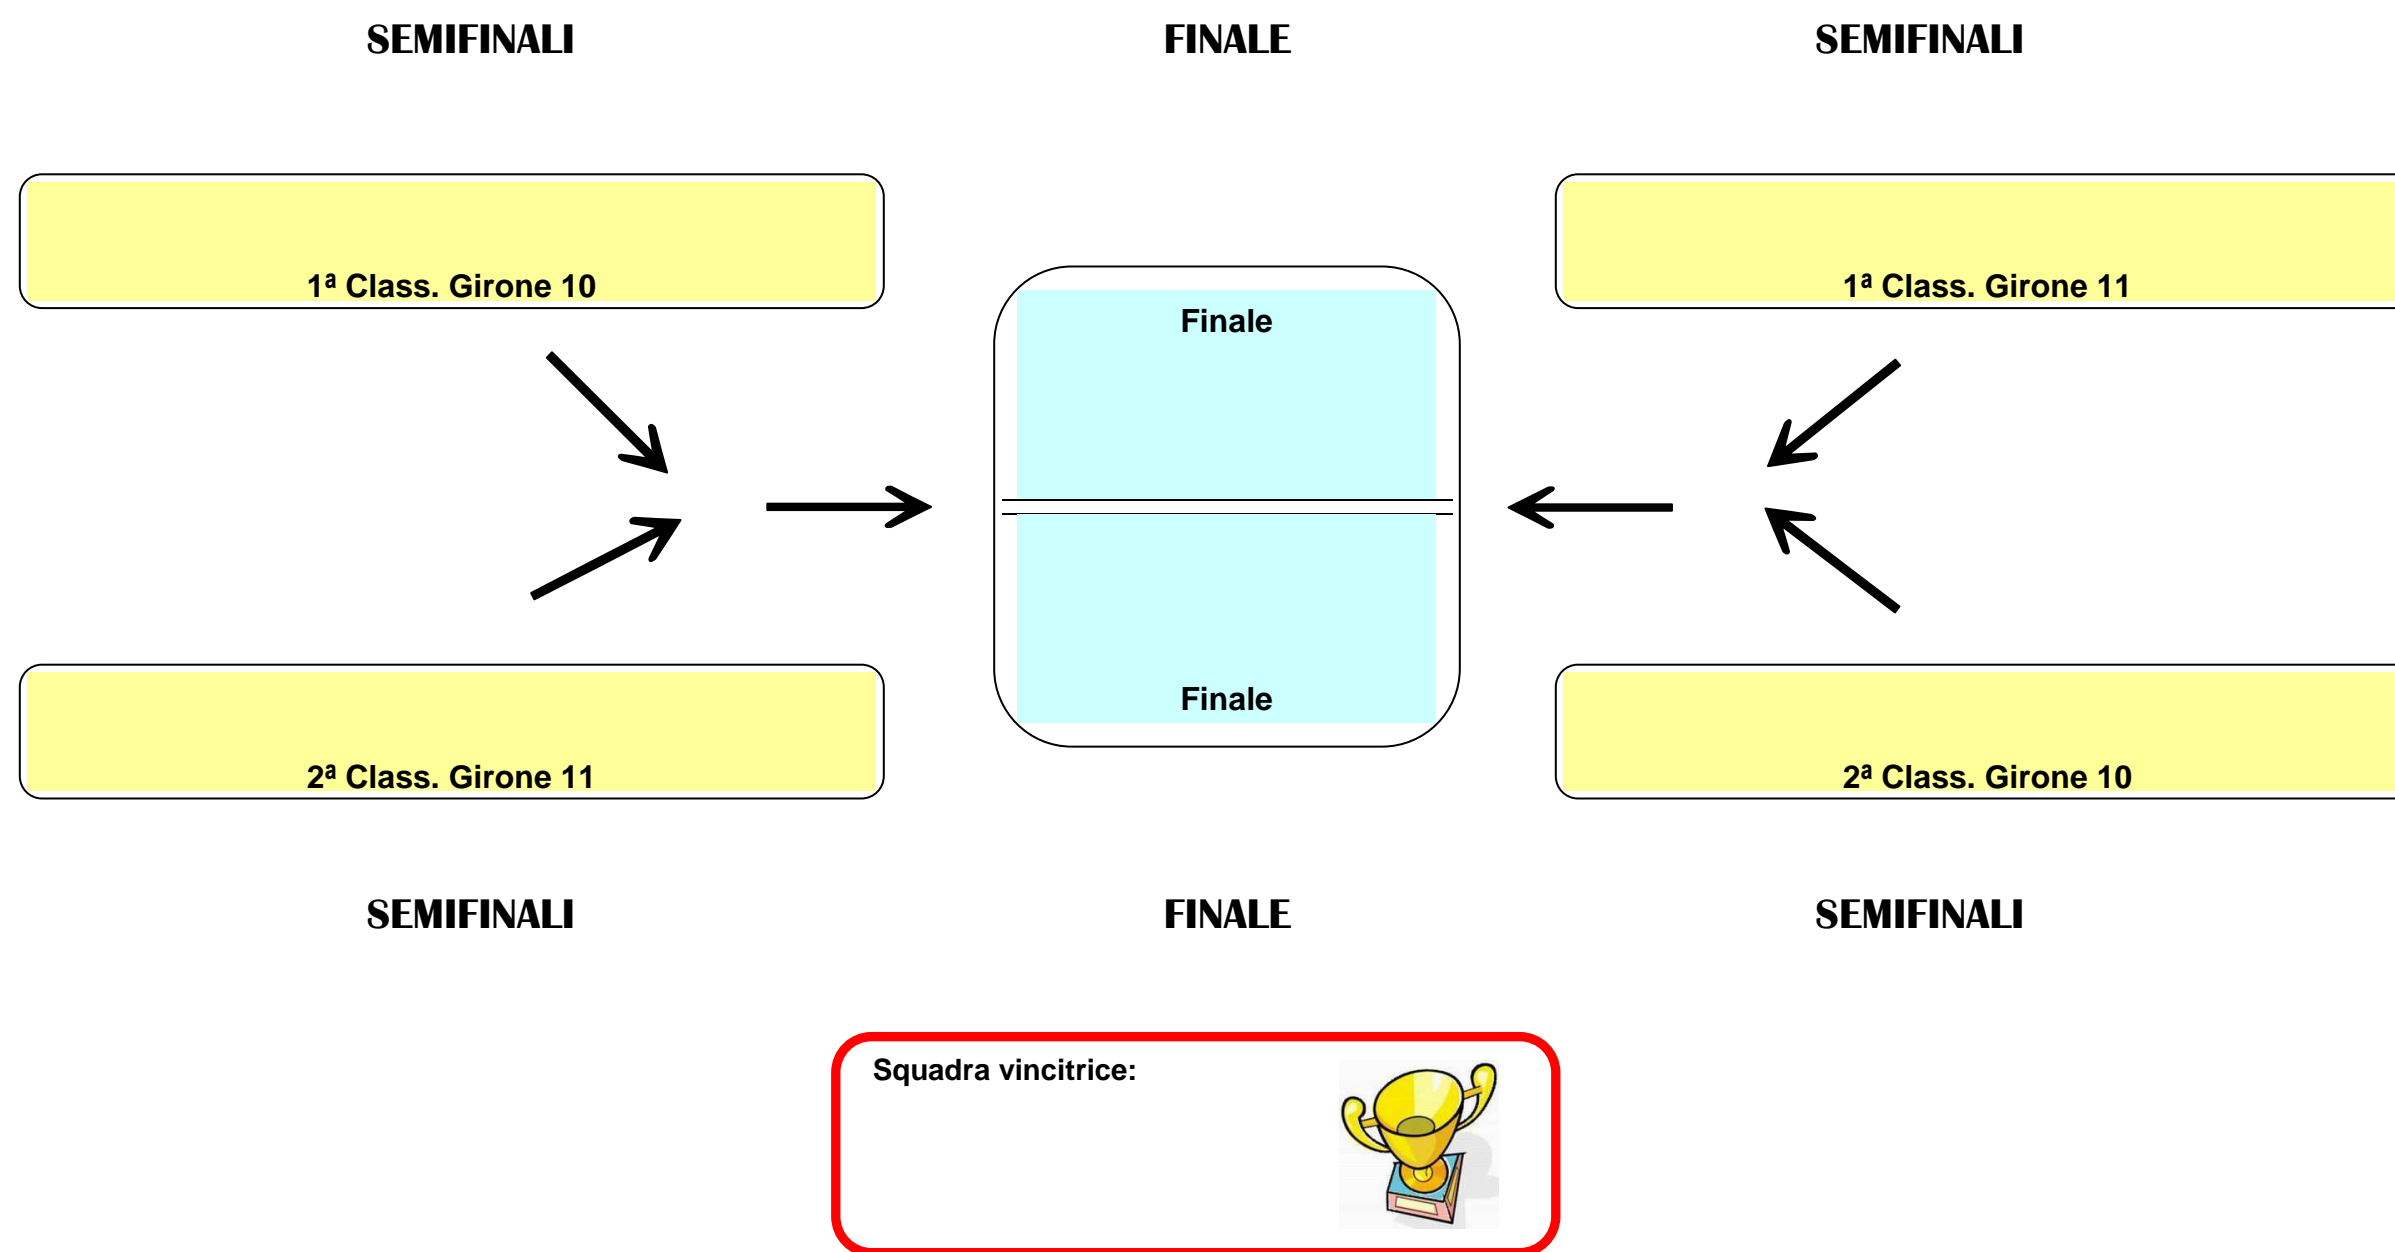 SEMIFINALI FINALE SEMIFINALI
1ª Class. Girone 10 1ª Class. Girone 11
Finale
Finale
2ª Class. Girone 11 2ª Class. Girone 10
SEMIFINALI FINALE SEMIFINALI
Squadra vincitrice: